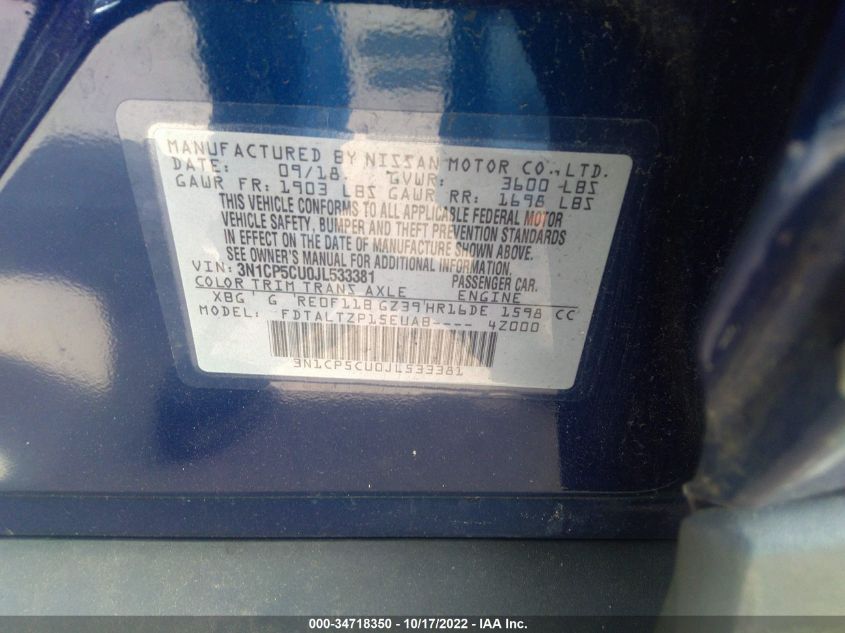 MANUFACTURED BY NISSAN MOTOR CO., LTD.
DATE: 09/18. GVWR: 3600 LBS
GAWR FR: 1903 LBS GAWR RR: 1698 LBS
THIS VEHICLE CONFORMS TO ALL APPLICABLE FEDERAL MOTOR
VEHICLE SAFETY, BUMPER AND THEFT PREVENTION STANDARDS
IN EFFECT ON THE DATE OF MANUFACTURE SHOWN ABOVE.
SEE OWNER'S MANUAL FOR ADDITIONAL INFORMATION.
VIN: 3N1CP5CU0JL533381 PASSENGER CAR.
COLOR TRIM TRANS AXLE ENGINE
XBG G RE0F11B GZ39 HR16DE 1598 CC
MODEL: FDTALTZP15EUAB---- 4Z000
3N1CP5CU0JL533381
000-34718350 | 10/17/2022 - IAA Inc.